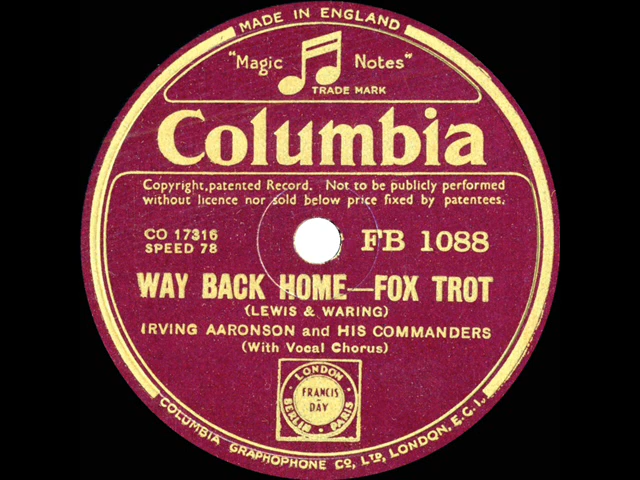 MADE IN ENGLAND
"Magic Notes"
TRADE MARK
Columbia
Copyright, patented Record. Not to be publicly performed
without licence nor sold below price fixed by patentees.
CO 17316
SPEED 78
FB 1088
WAY BACK HOME—FOX TROT
(LEWIS & WARING)
IRVING AARONSON and HIS COMMANDERS
(With Vocal Chorus)
LONDON
FRANCIS-DAY
BERLIN PARIS
COLUMBIA GRAPHOPHONE CO, LTD, LONDON, E.C.1.